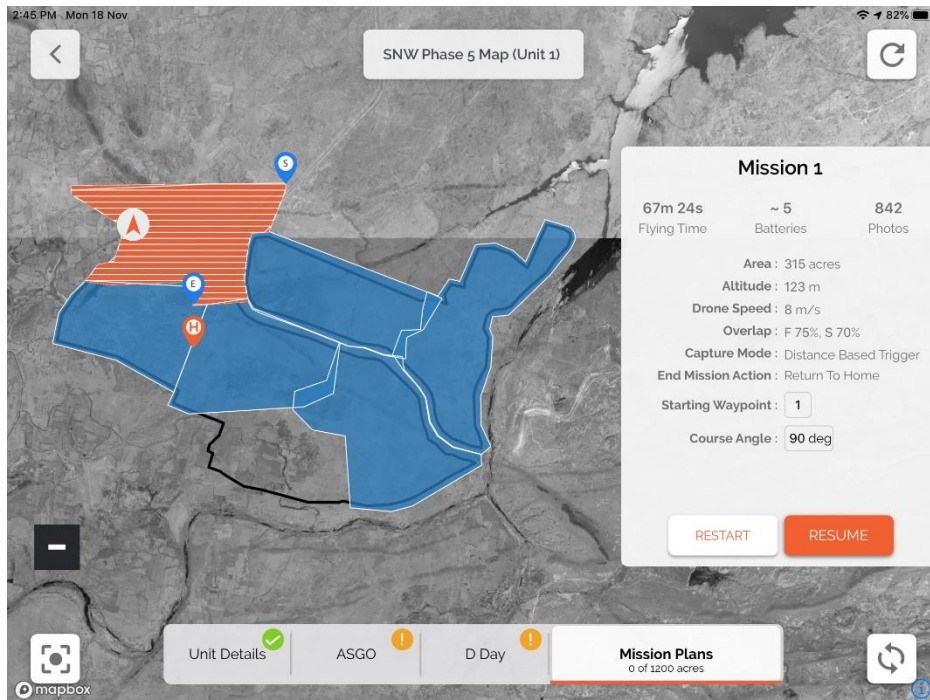 2:45 PM Mon 18 Nov
82%
SNW Phase 5 Map (Unit 1)
S
E
H
Mission 1
67m 24s
Flying Time
~ 5
Batteries
842
Photos
Area : 315 acres
Altitude : 123 m
Drone Speed : 8 m/s
Overlap : F 75%, S 70%
Capture Mode : Distance Based Trigger
End Mission Action : Return To Home
Starting Waypoint : 1
Course Angle : 90 deg
RESTART
RESUME
Unit Details
ASGO
!
D Day
!
Mission Plans
0 of 1200 acres
mapbox
i